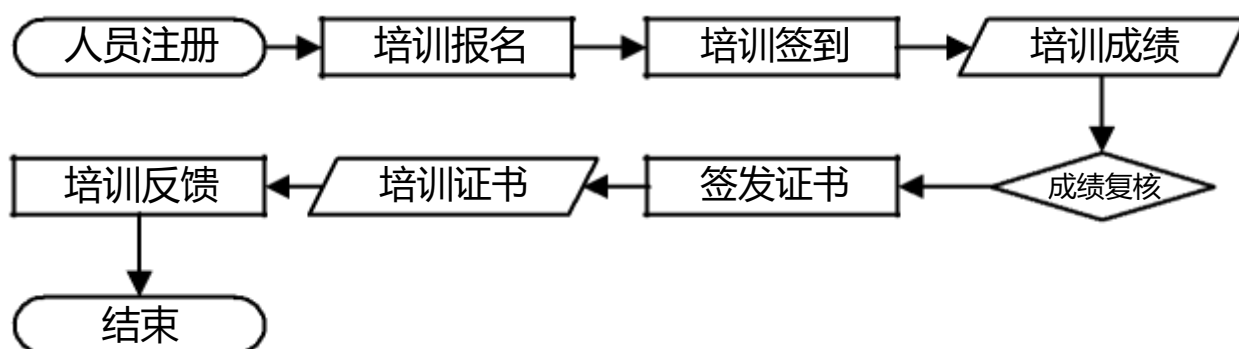 人员注册
培训报名
培训签到
培训成绩
成绩复核
签发证书
培训证书
培训反馈
结束